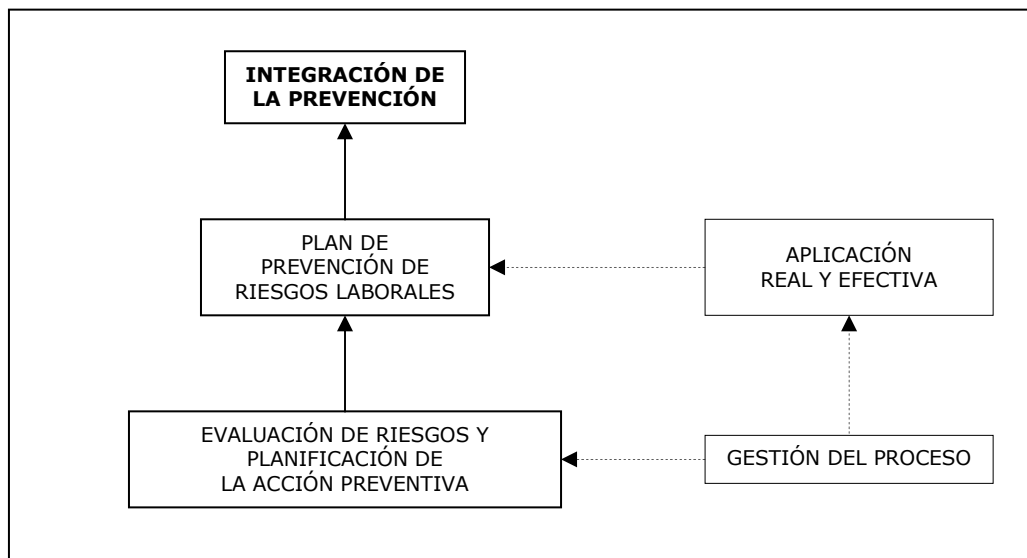 INTEGRACIÓN DE
LA PREVENCIÓN
PLAN DE
PREVENCIÓN DE
RIESGOS LABORALES
APLICACIÓN
REAL Y EFECTIVA
EVALUACIÓN DE RIESGOS Y
PLANIFICACIÓN DE
LA ACCIÓN PREVENTIVA
GESTIÓN DEL PROCESO